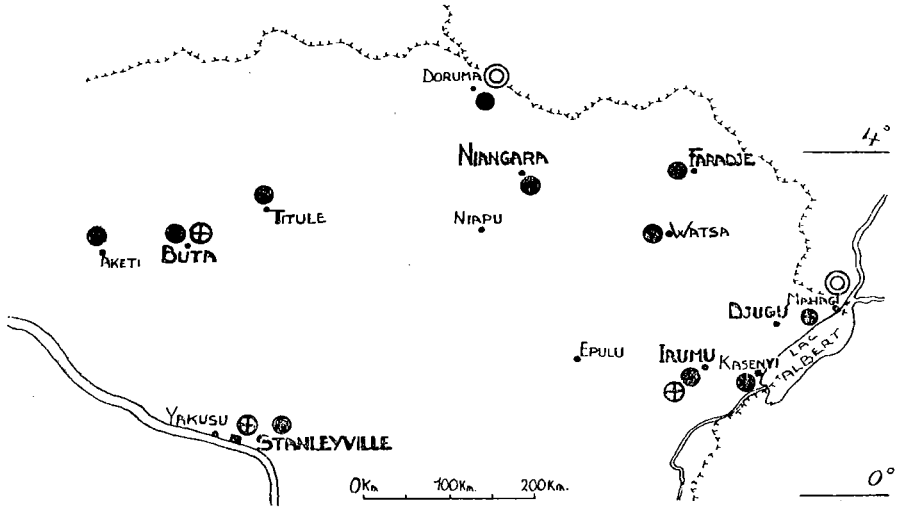 DORUMA
4°
NIANGARA
FARADJE
TITULE
NIAPU
WATSA
AKETI
BUTA
MAHAGI
DJUGU
LAC
ALBERT
EPULU
IRUMU
KASENYI
YAKUSU
STANLEYVILLE
0Km 100Km. 200Km.
0°